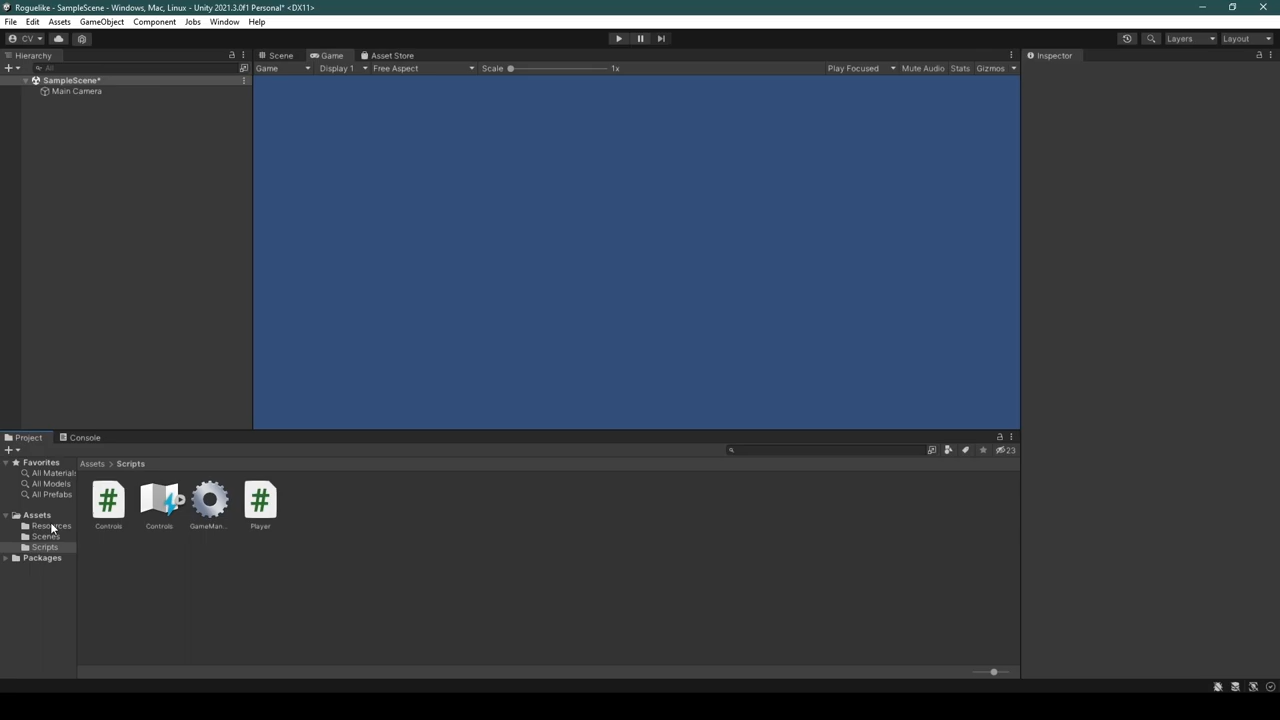 Roguelike - SampleScene - Windows, Mac, Linux - Unity 2021.3.0f1 Personal* <DX11>
File Edit Assets GameObject Component Jobs Window Help
CV Layers Layout
Hierarchy Scene Game Asset Store Inspector
All Game Display 1 Free Aspect Scale 1x Play Focused Mute Audio Stats Gizmos
SampleScene*
Main Camera
Project Console
23
Favorites Assets > Scripts
All Materials
All Models
All Prefabs
Assets
Resources Controls Controls GameMan... Player
Scenes
Scripts
Packages